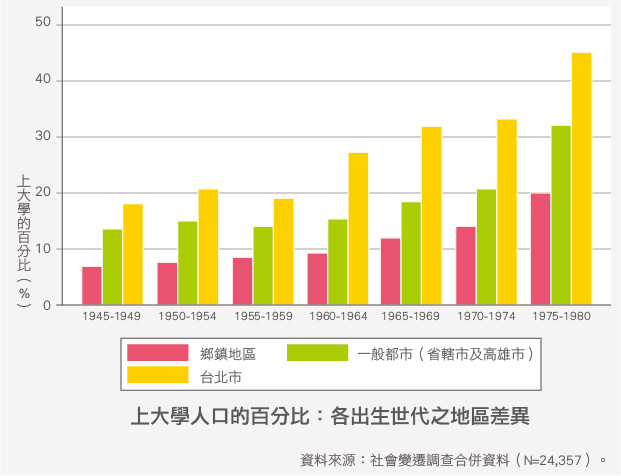 50
40
30
20
10
0
上大學的百分比（%）
1945-1949 1950-1954 1955-1959 1960-1964 1965-1969 1970-1974 1975-1980
鄉鎮地區 一般都市（省轄市及高雄市）
台北市
上大學人口的百分比：各出生世代之地區差異
資料來源：社會變遷調查合併資料（N=24,357）。